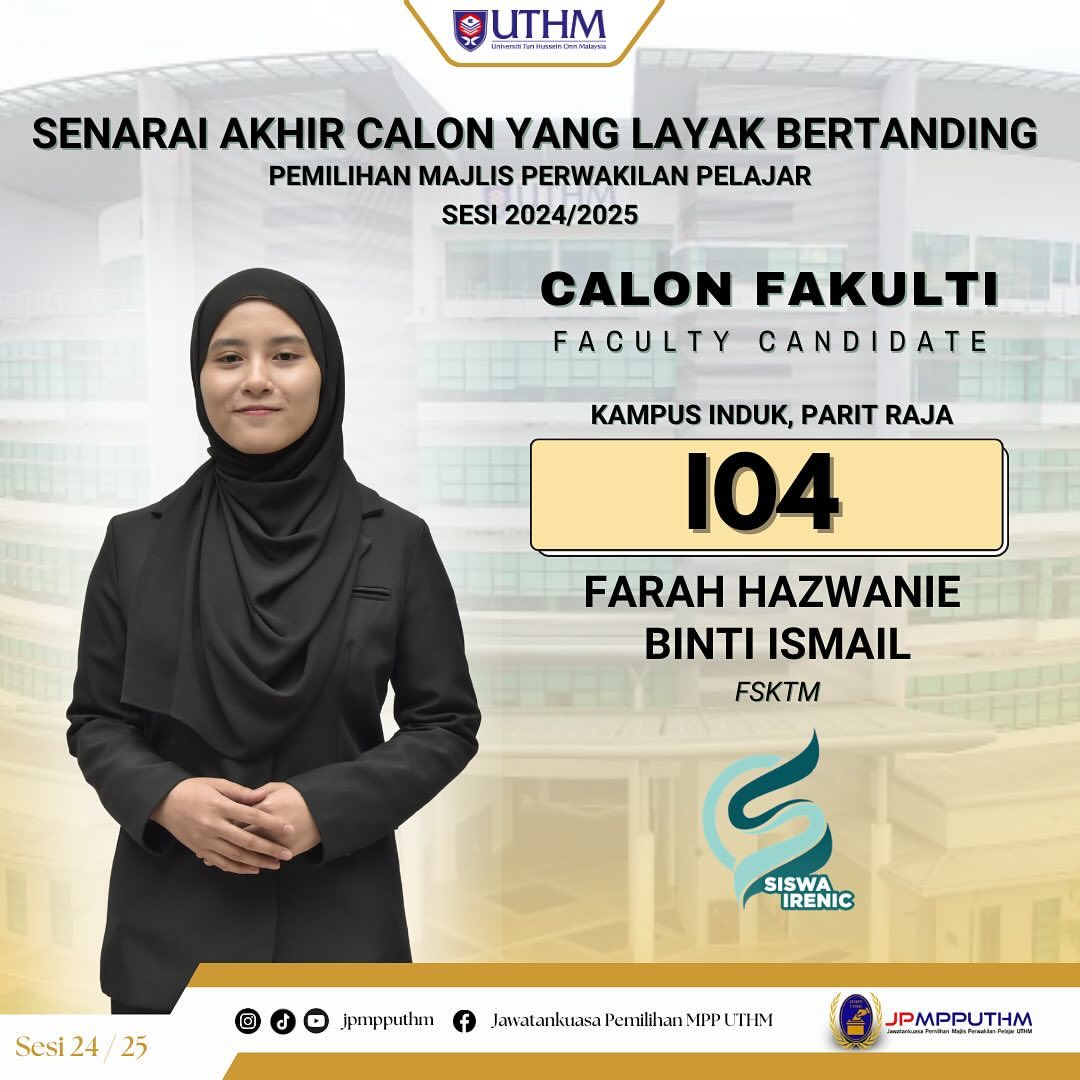 UTHM
Universiti Tun Hussein Onn Malaysia
SENARAI AKHIR CALON YANG LAYAK BERTANDING
PEMILIHAN MAJLIS PERWAKILAN PELAJAR
SESI 2024/2025
UTHM
CALON FAKULTI
FACULTY CANDIDATE
KAMPUS INDUK, PARIT RAJA
I04
FARAH HAZWANIE
BINTI ISMAIL
FSKTM
SISWA
IRENIC
jpmpputhm
Jawatankuasa Pemilihan MPP UTHM
JPMPPUTHM
Jawatankuasa Pemilihan Majlis Perwakilan Pelajar UTHM
Sesi 24 / 25